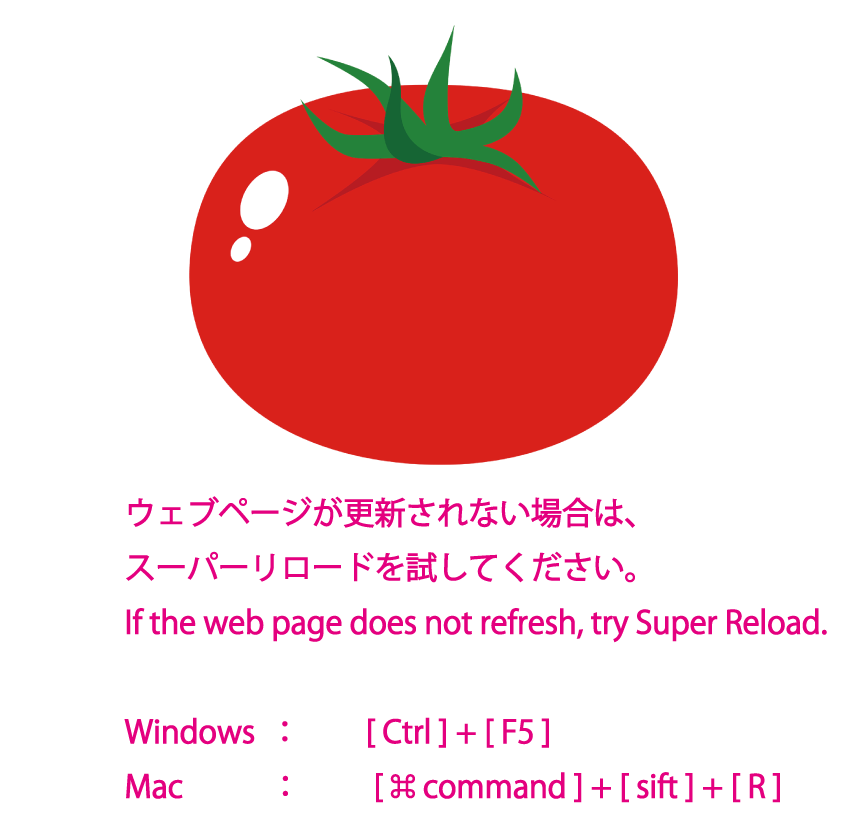 ウェブページが更新されない場合は、
スーパーリロードを試してください。
If the web page does not refresh, try Super Reload.
Windows ： [ Ctrl ] + [ F5 ]
Mac ： [ ⌘ command ] + [ sift ] + [ R ]